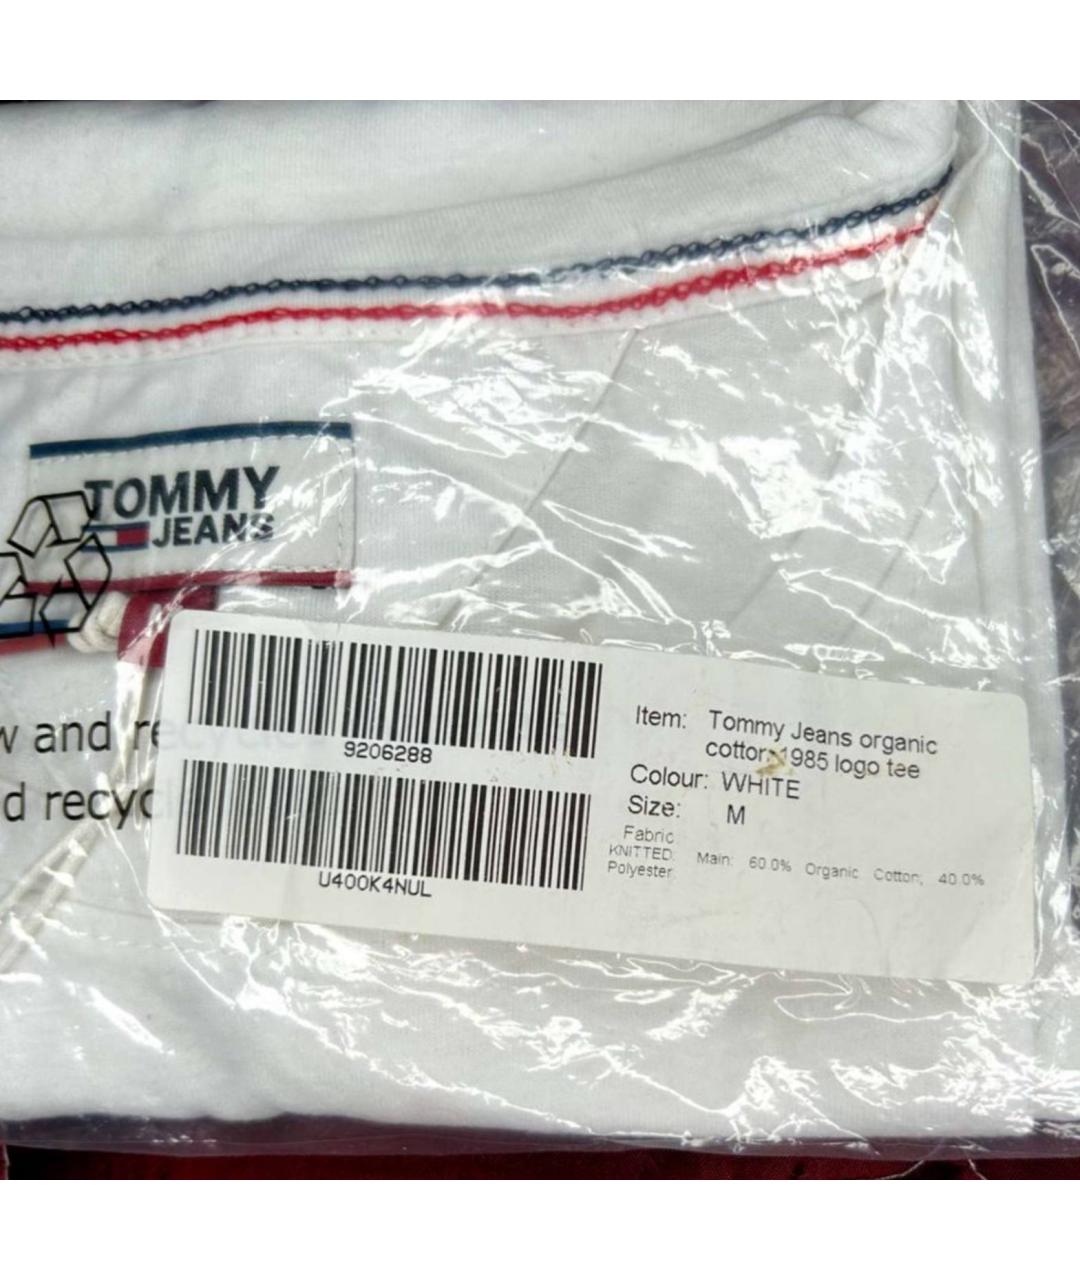 TOMMY
JEANS
w and recycle
d recyc
9206288
U400K4NUL
Item: Tommy Jeans organic
cotton 1985 logo tee
Colour: WHITE
Size: M
Fabric
KNITTED: Main: 60.0% Organic Cotton; 40.0%
Polyester